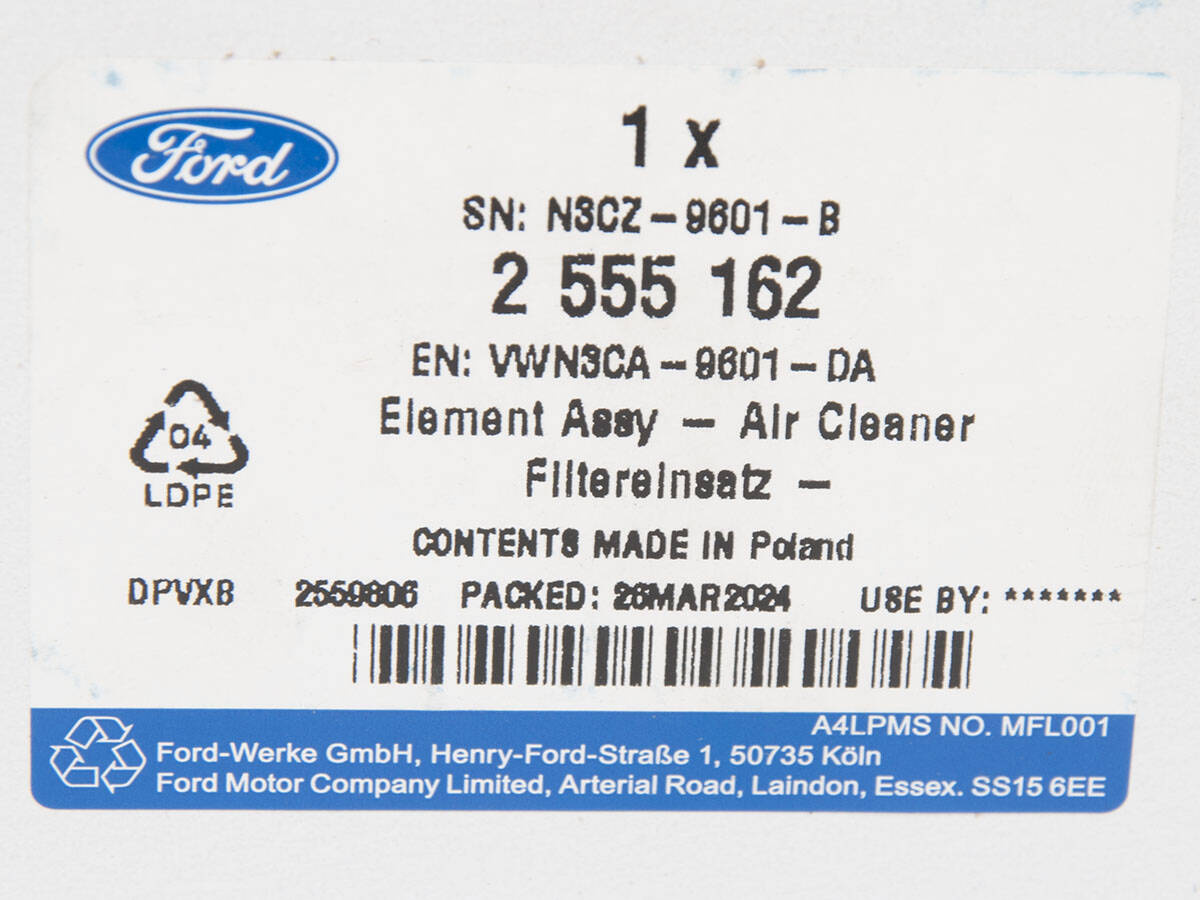 Ford
1 x
SN: N3CZ-9601-B
2 555 162
EN: VWN3CA-9601-DA
Element Assy - Air Cleaner
Filtereinsatz -
04
LDPE
CONTENTS MADE IN Poland
DPVXB 2559806 PACKED: 26MAR2024 USE BY: *******
A4LPMS NO. MFL001
Ford-Werke GmbH, Henry-Ford-Straße 1, 50735 Köln
Ford Motor Company Limited, Arterial Road, Laindon, Essex. SS15 6EE